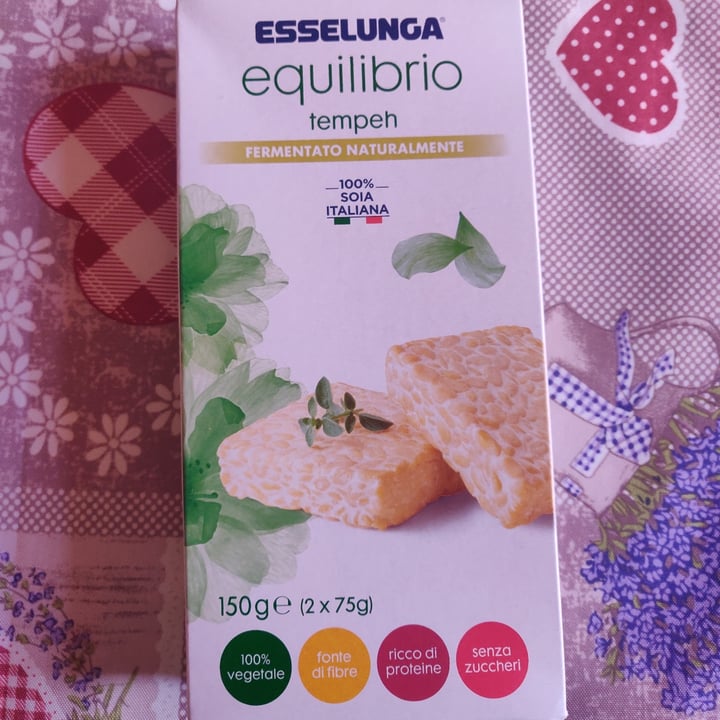 ESSELUNGA®
equilibrio
tempeh
FERMENTATO NATURALMENTE
100%
SOIA
ITALIANA
150g℮ (2 x 75g)
100%
vegetale
fonte
di fibre
ricco di
proteine
senza
zuccheri